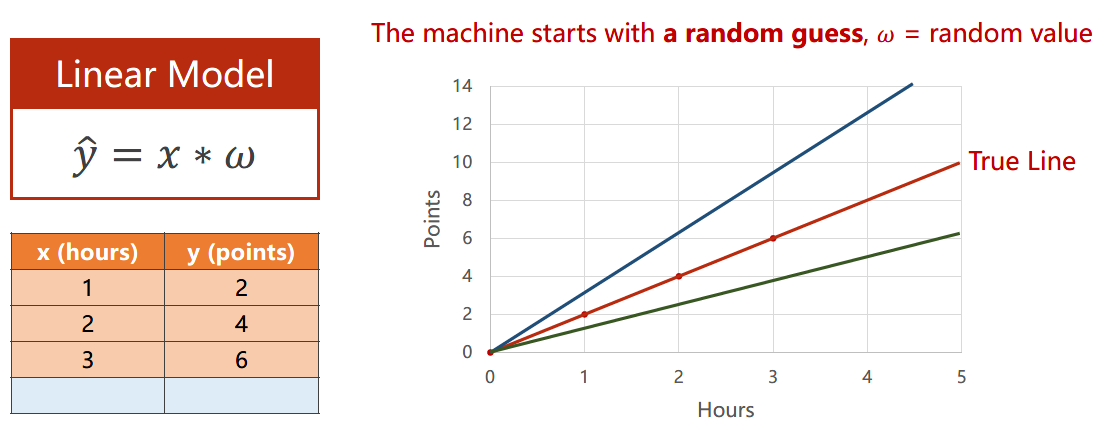 The machine starts with a random guess, ω = random value
Linear Model
ŷ = x * ω
x (hours) y (points)
1 2
2 4
3 6
14
12
10
8
6
4
2
0
Points
True Line
0 1 2 3 4 5
Hours